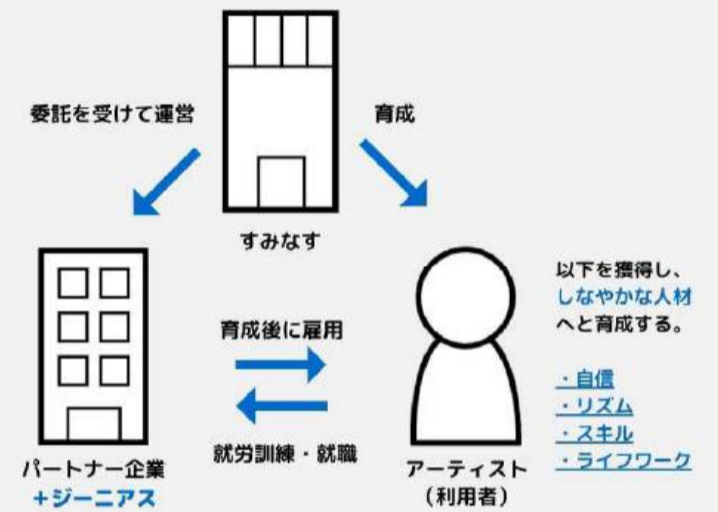 委託を受けて運営
育成
すみなす
以下を獲得し、
しなやかな人材
へと育成する。
・自信
・リズム
・スキル
・ライフワーク
育成後に雇用
就労訓練・就職
パートナー企業
+ジーニアス
アーティスト
(利用者)